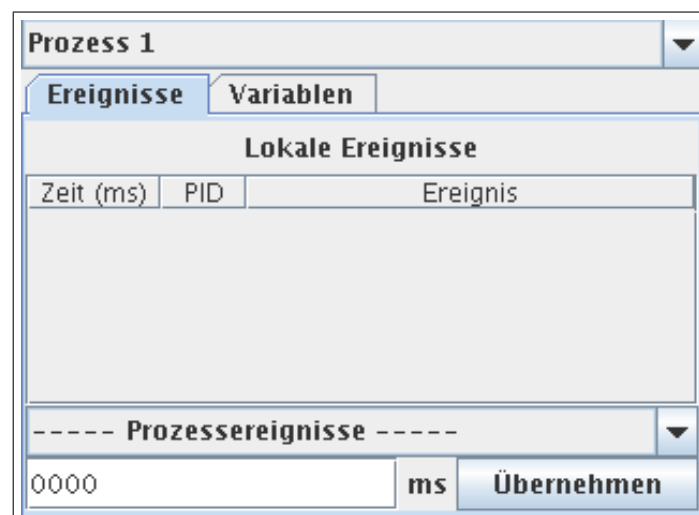 Prozess 1
Ereignisse Variablen
Lokale Ereignisse
Zeit (ms) PID Ereignis
----- Prozessereignisse -----
0000 ms Übernehmen